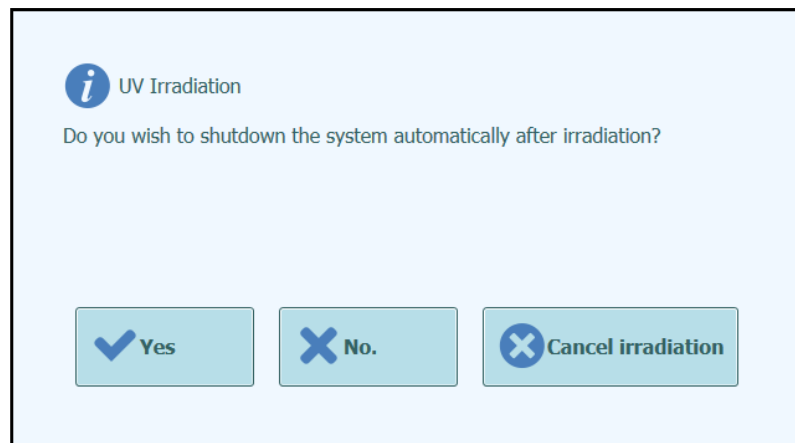 UV Irradiation
Do you wish to shutdown the system automatically after irradiation?
Yes
No.
Cancel irradiation